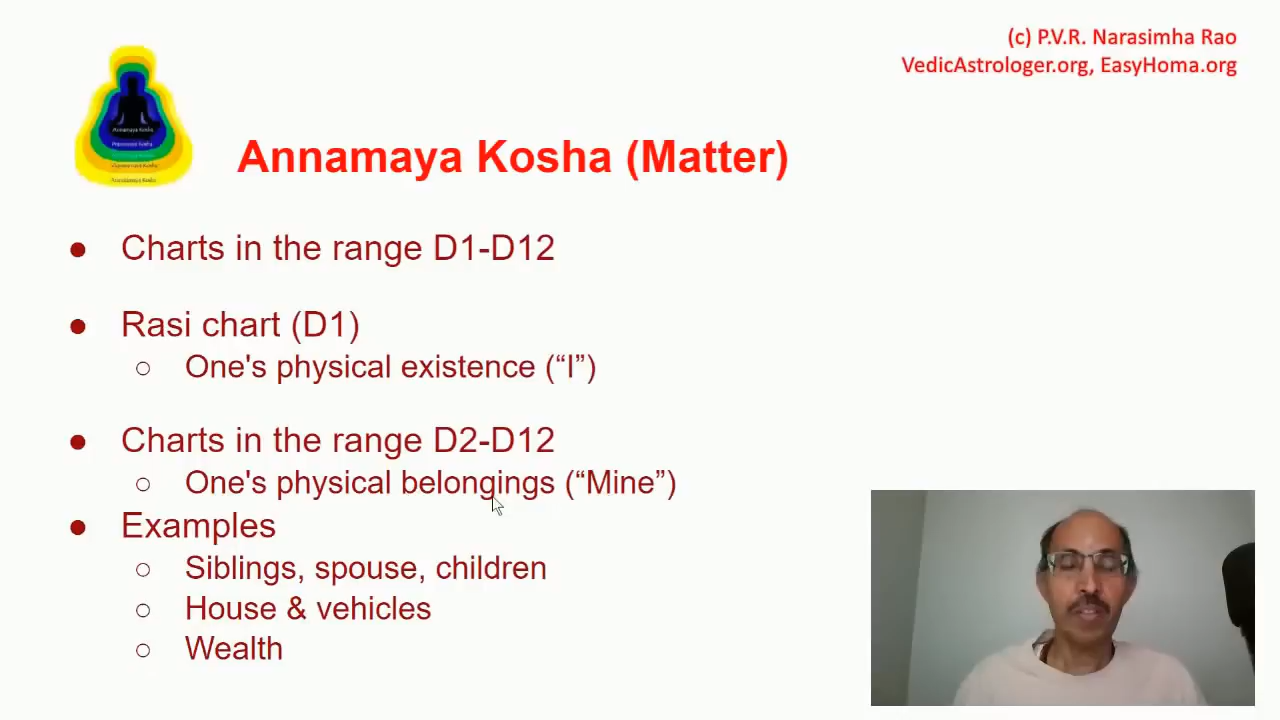 (c) P.V.R. Narasimha Rao
VedicAstrologer.org, EasyHoma.org
Annamaya Kosha
Annamaya Kosha (Matter)
● Charts in the range D1-D12
● Rasi chart (D1)
○ One's physical existence (“I”)
● Charts in the range D2-D12
○ One's physical belongings (“Mine”)
● Examples
○ Siblings, spouse, children
○ House & vehicles
○ Wealth